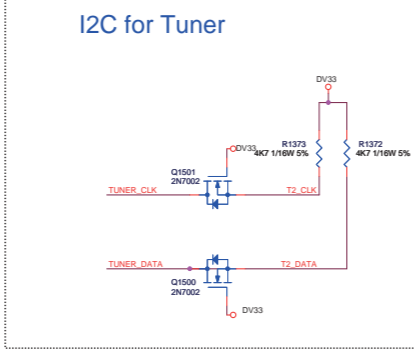 I2C for Tuner
DV33
DV33
R1373
4K7 1/16W 5%
R1372
4K7 1/16W 5%
Q1501
2N7002
TUNER_CLK
T2_CLK
TUNER_DATA
T2_DATA
Q1500
2N7002
DV33